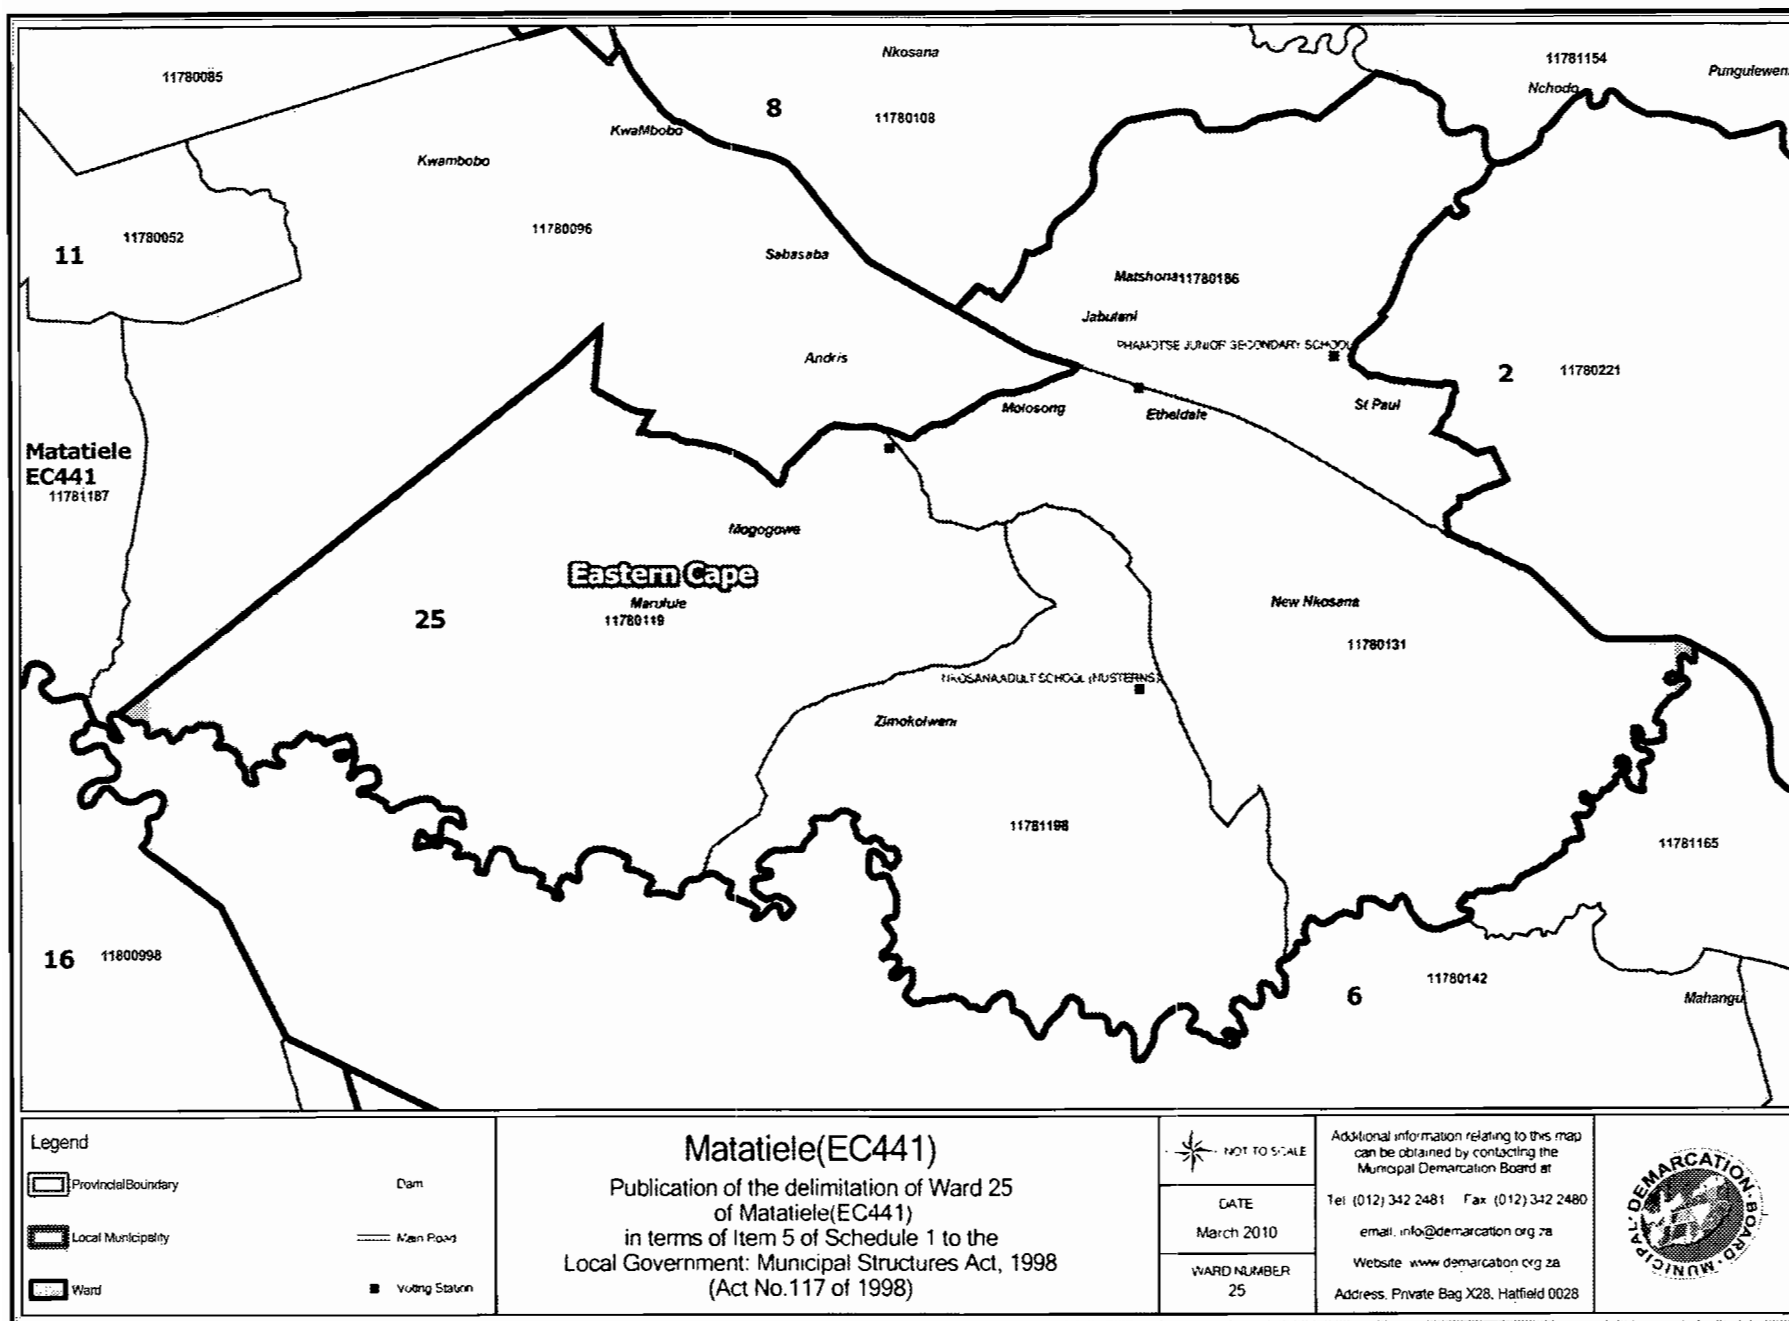 Nkosana
11781154
Nchodo
11780085
8
11780108
KwaMbobo
Kwambobo
11780096
11780052
11
Sabasaba
Matshona 11780186
Jabulani
PHAMOTSE JUNIOR SECONDARY SCHOOL
Andris
2
11780221
Molosong
Etheldale
St Paul
Matatiele
EC441
11781187
Mogogowe
Eastern Cape
25
11780119
New Nkosana
11780131
NKOSANA ADULT SCHOOL
Zimokolweni
11781198
11781165
16
11800998
11780142
6
Mahangu
Legend
Provincial Boundary
Dam
Local Municipality
Main Road
Ward
Voting Station
Matatiele(EC441)
Publication of the delimitation of Ward 25
of Matatiele(EC441)
in terms of Item 5 of Schedule 1 to the
Local Government: Municipal Structures Act, 1998
(Act No.117 of 1998)
NOT TO SCALE
DATE
March 2010
WARD NUMBER
25
Additional information relating to this map
can be obtained by contacting the
Municipal Demarcation Board at
Tel (012) 342 2481 Fax (012) 342 2480
email. info@demarcation org za
Website www demarcation org za
Address. Private Bag X28, Hatfield 0028
MUNICIPAL DEMARCATION BOARD